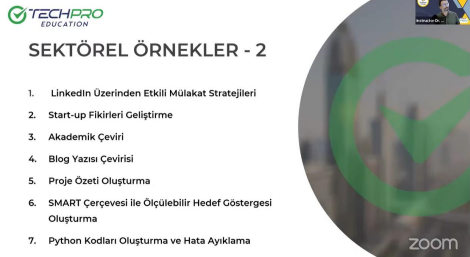 TECHPRO
EDUCATION
SEKTÖREL ÖRNEKLER - 2
1. LinkedIn Üzerinden Etkili Mülakat Stratejileri
2. Start-up Fikirleri Geliştirme
3. Akademik Çeviri
4. Blog Yazısı Çevirisi
5. Proje Özeti Oluşturma
6. SMART Çerçevesi ile Ölçülebilir Hedef Göstergesi
Oluşturma
7. Python Kodları Oluşturma ve Hata Ayıklama
Instructor Dr.
zoom